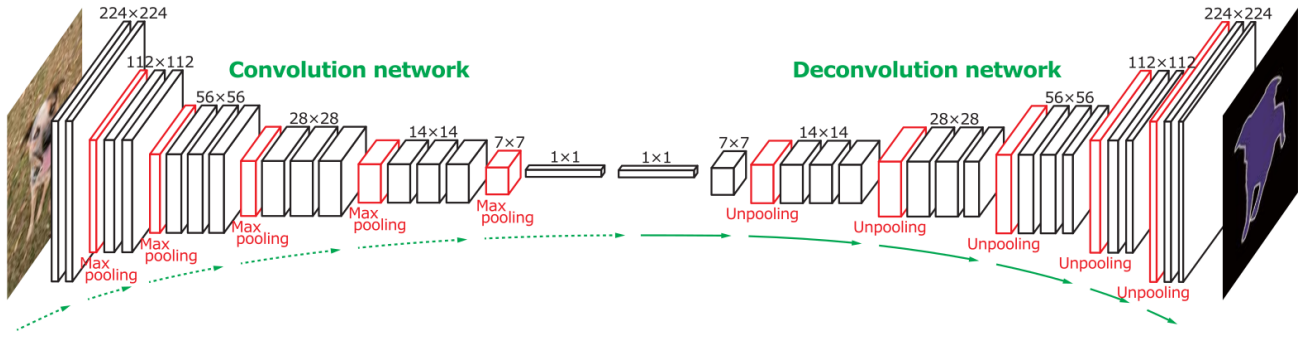 224×224
112×112
56×56
28×28
14×14
7×7
1×1
1×1
7×7
14×14
28×28
56×56
112×112
224×224
Convolution network
Deconvolution network
Max
pooling
Max
pooling
Max
pooling
Max
pooling
Max
pooling
Unpooling
Unpooling
Unpooling
Unpooling
Unpooling